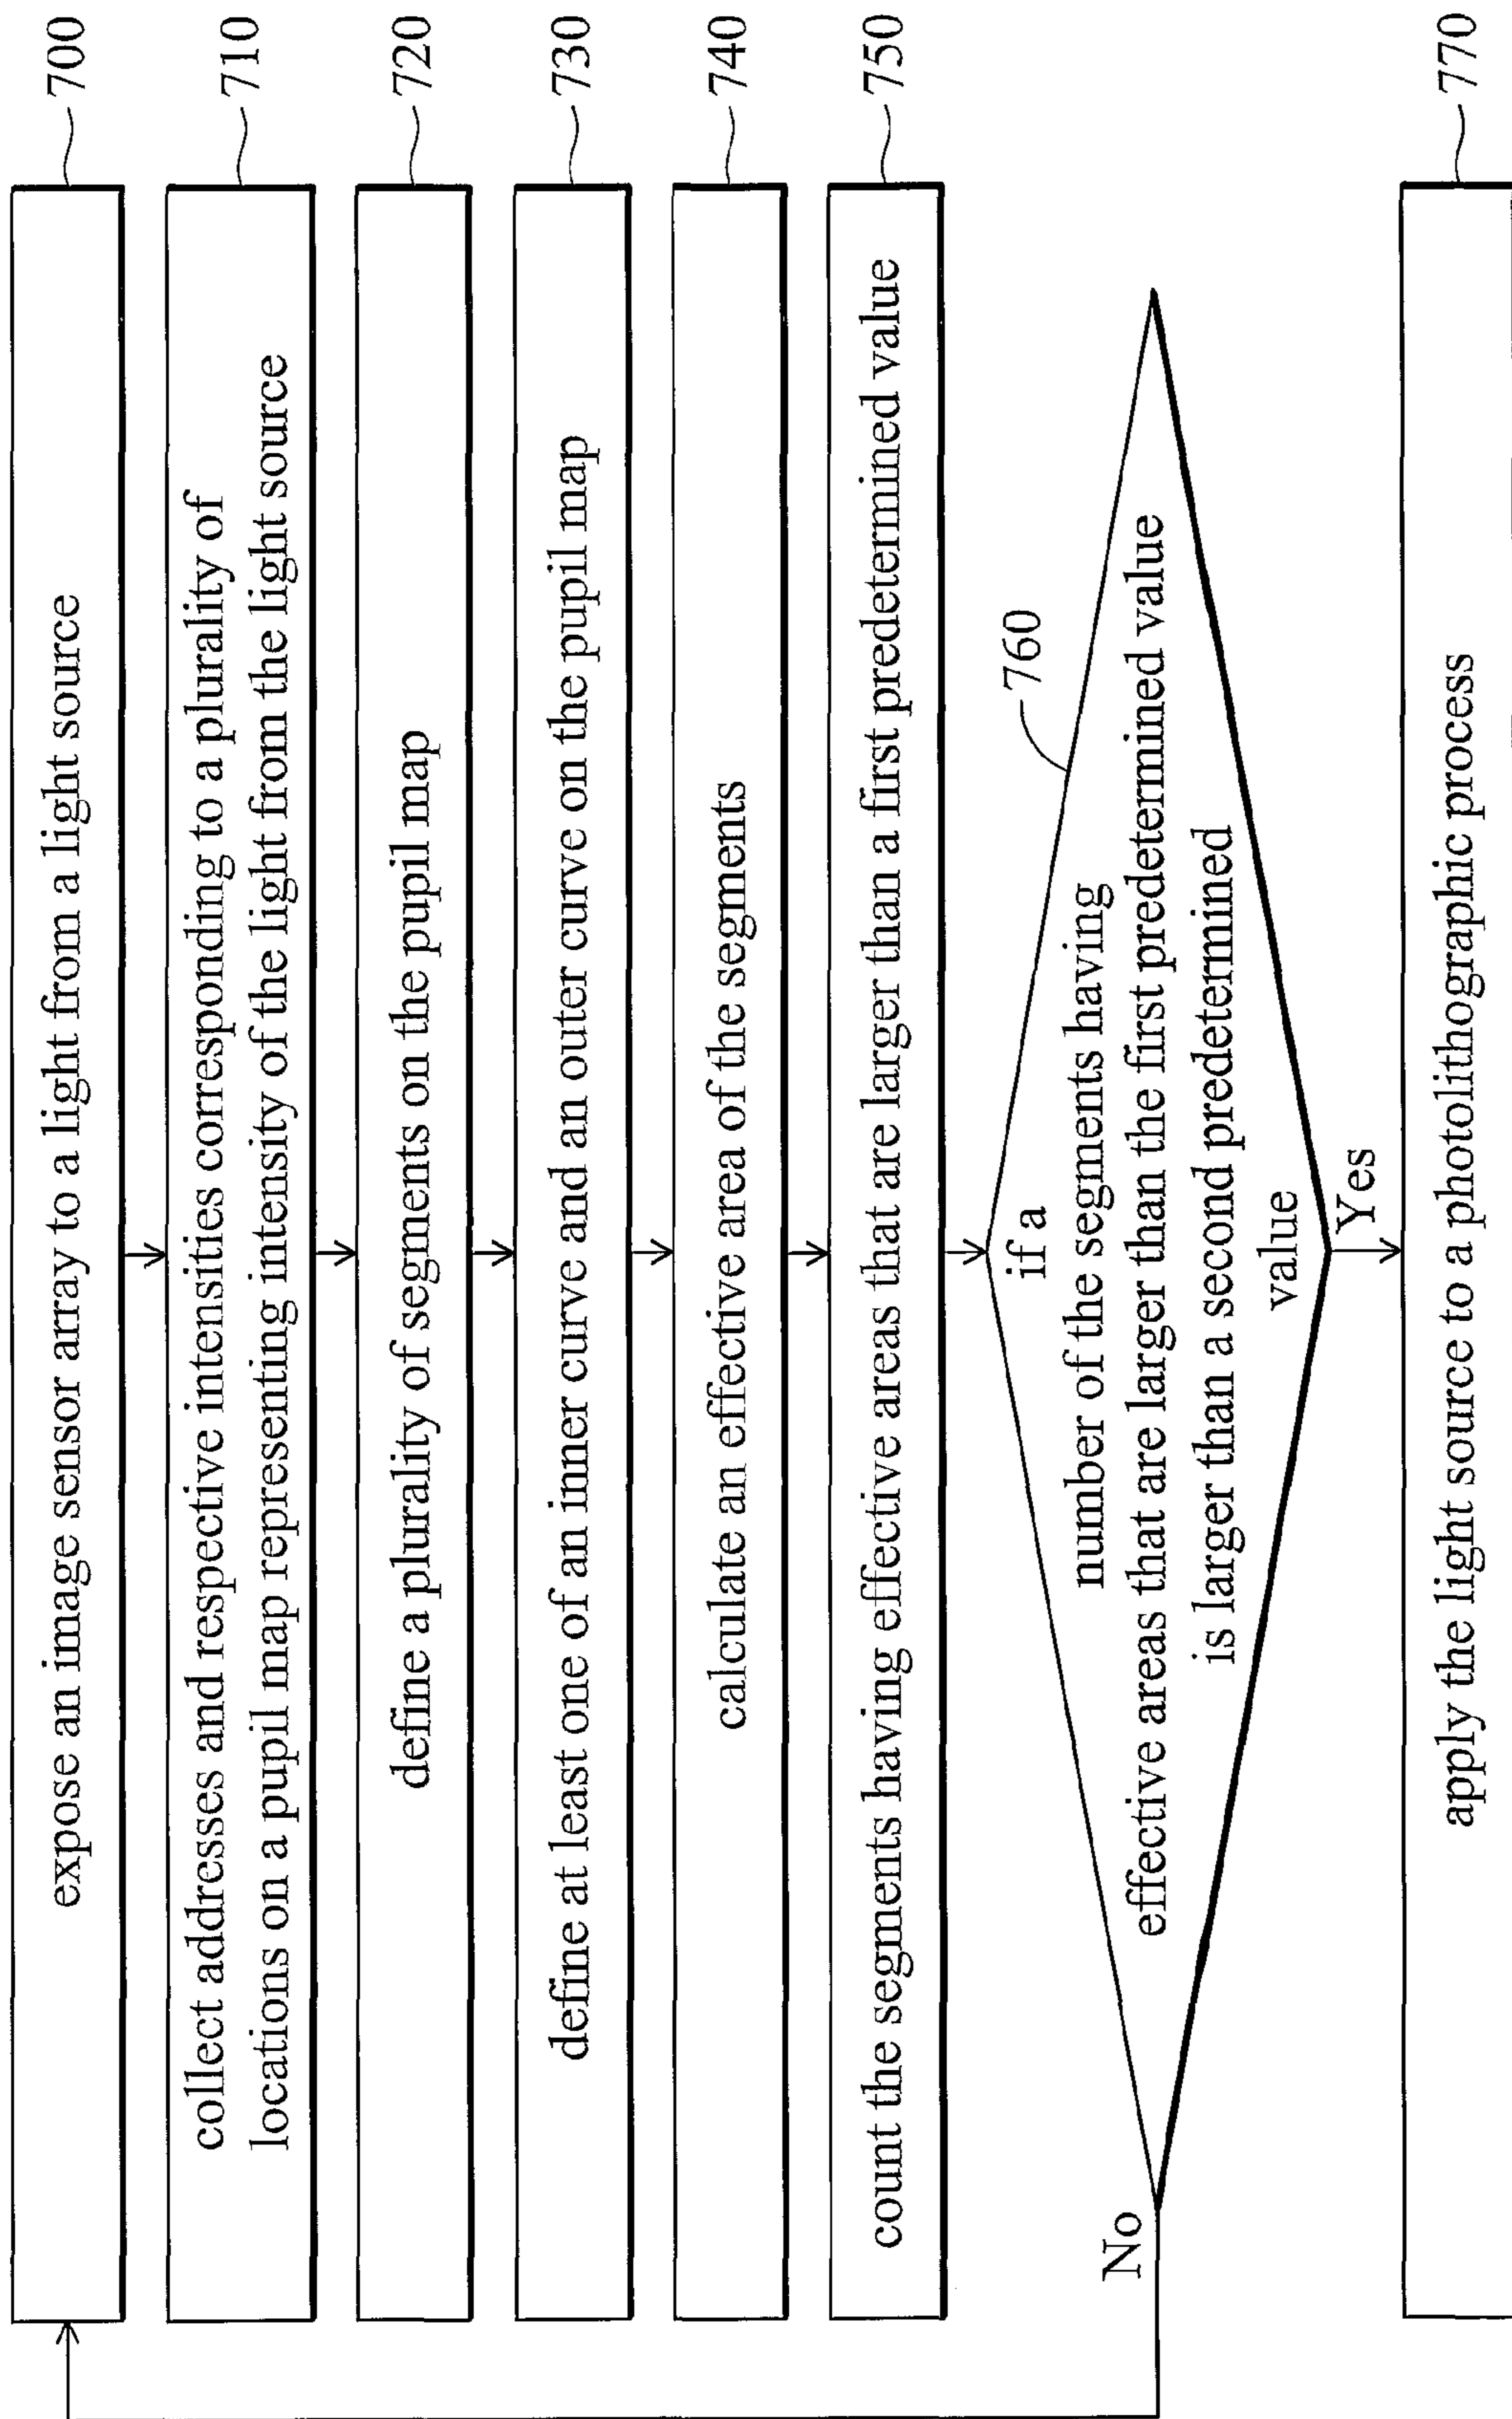 expose an image sensor array to a light from a light source
700
collect addresses and respective intensities corresponding to a plurality of
locations on a pupil map representing intensity of the light from the light source
710
define a plurality of segments on the pupil map
720
define at least one of an inner curve and an outer curve on the pupil map
730
calculate an effective area of the segments
740
count the segments having effective areas that are larger than a first predetermined value
750
if a
number of the segments having
effective areas that are larger than the first predetermined value
is larger than a second predetermined
value
760
No
Yes
apply the light source to a photolithographic process
770